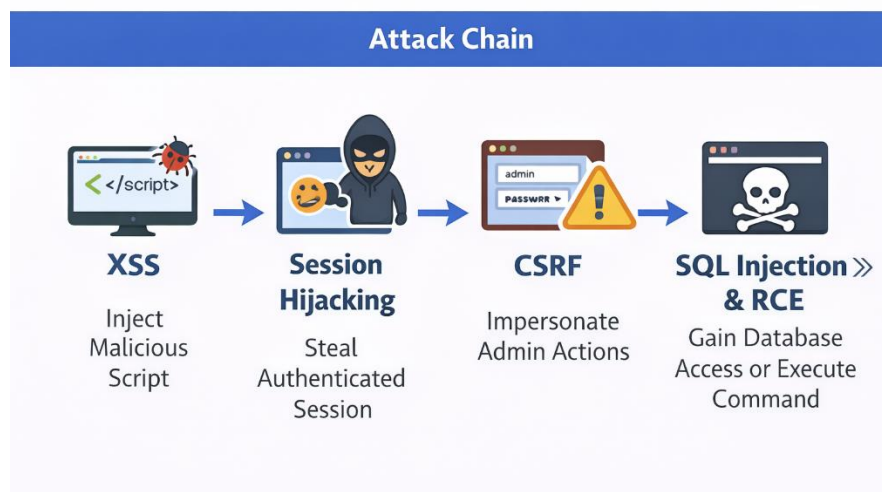 Attack Chain
< </script>
admin
PASSWRR
XSS
Inject
Malicious
Script
Session
Hijacking
Steal
Authenticated
Session
CSRF
Impersonate
Admin Actions
SQL Injection »
& RCE
Gain Database
Access or Execute
Command